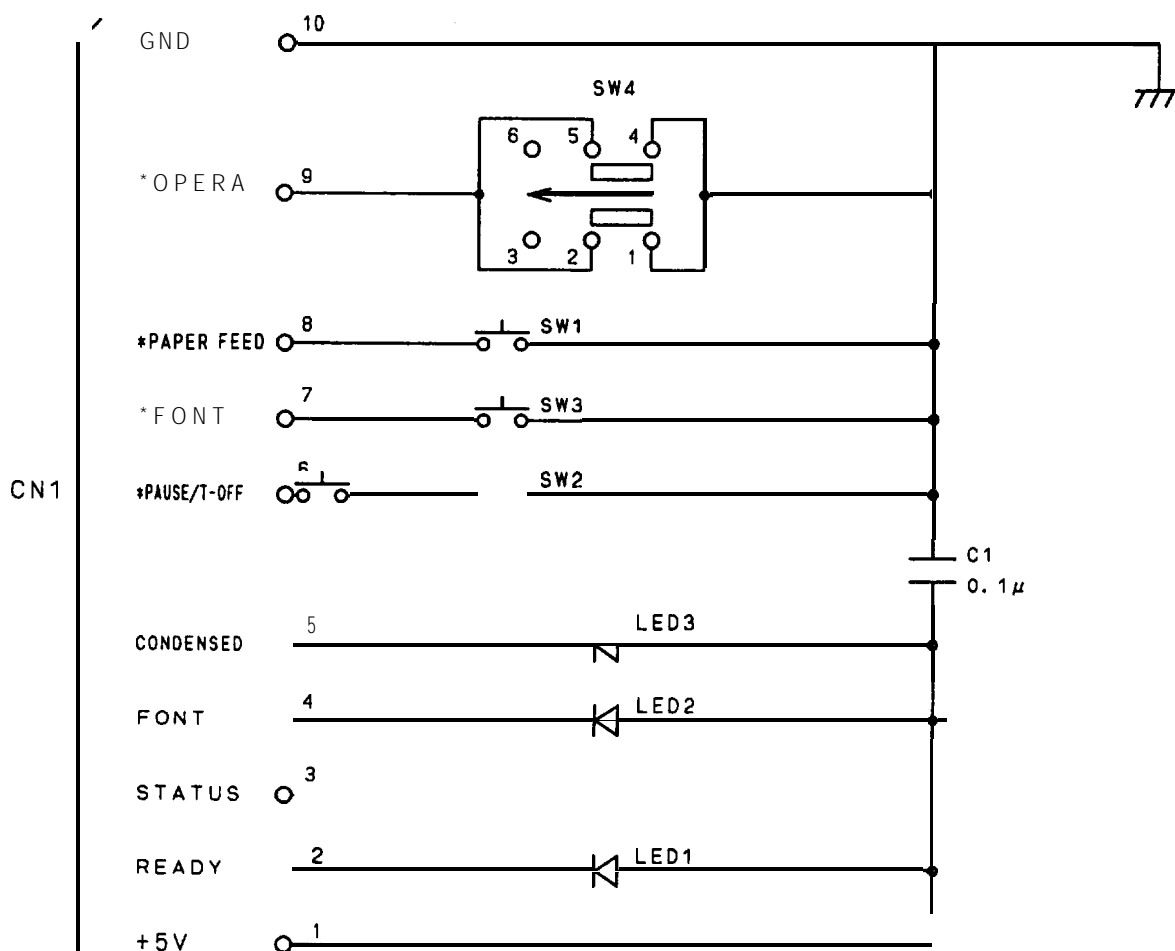 10
GND
SW4
6 5 4
*OPERA 9
3 2 1
*PAPER FEED 8 SW1
*FONT 7 SW3
CN1 *PAUSE/T-OFF 6 SW2
C1
0.1μ
CONDENSED 5 LED3
FONT 4 LED2
STATUS 3
READY 2 LED1
+5V 1